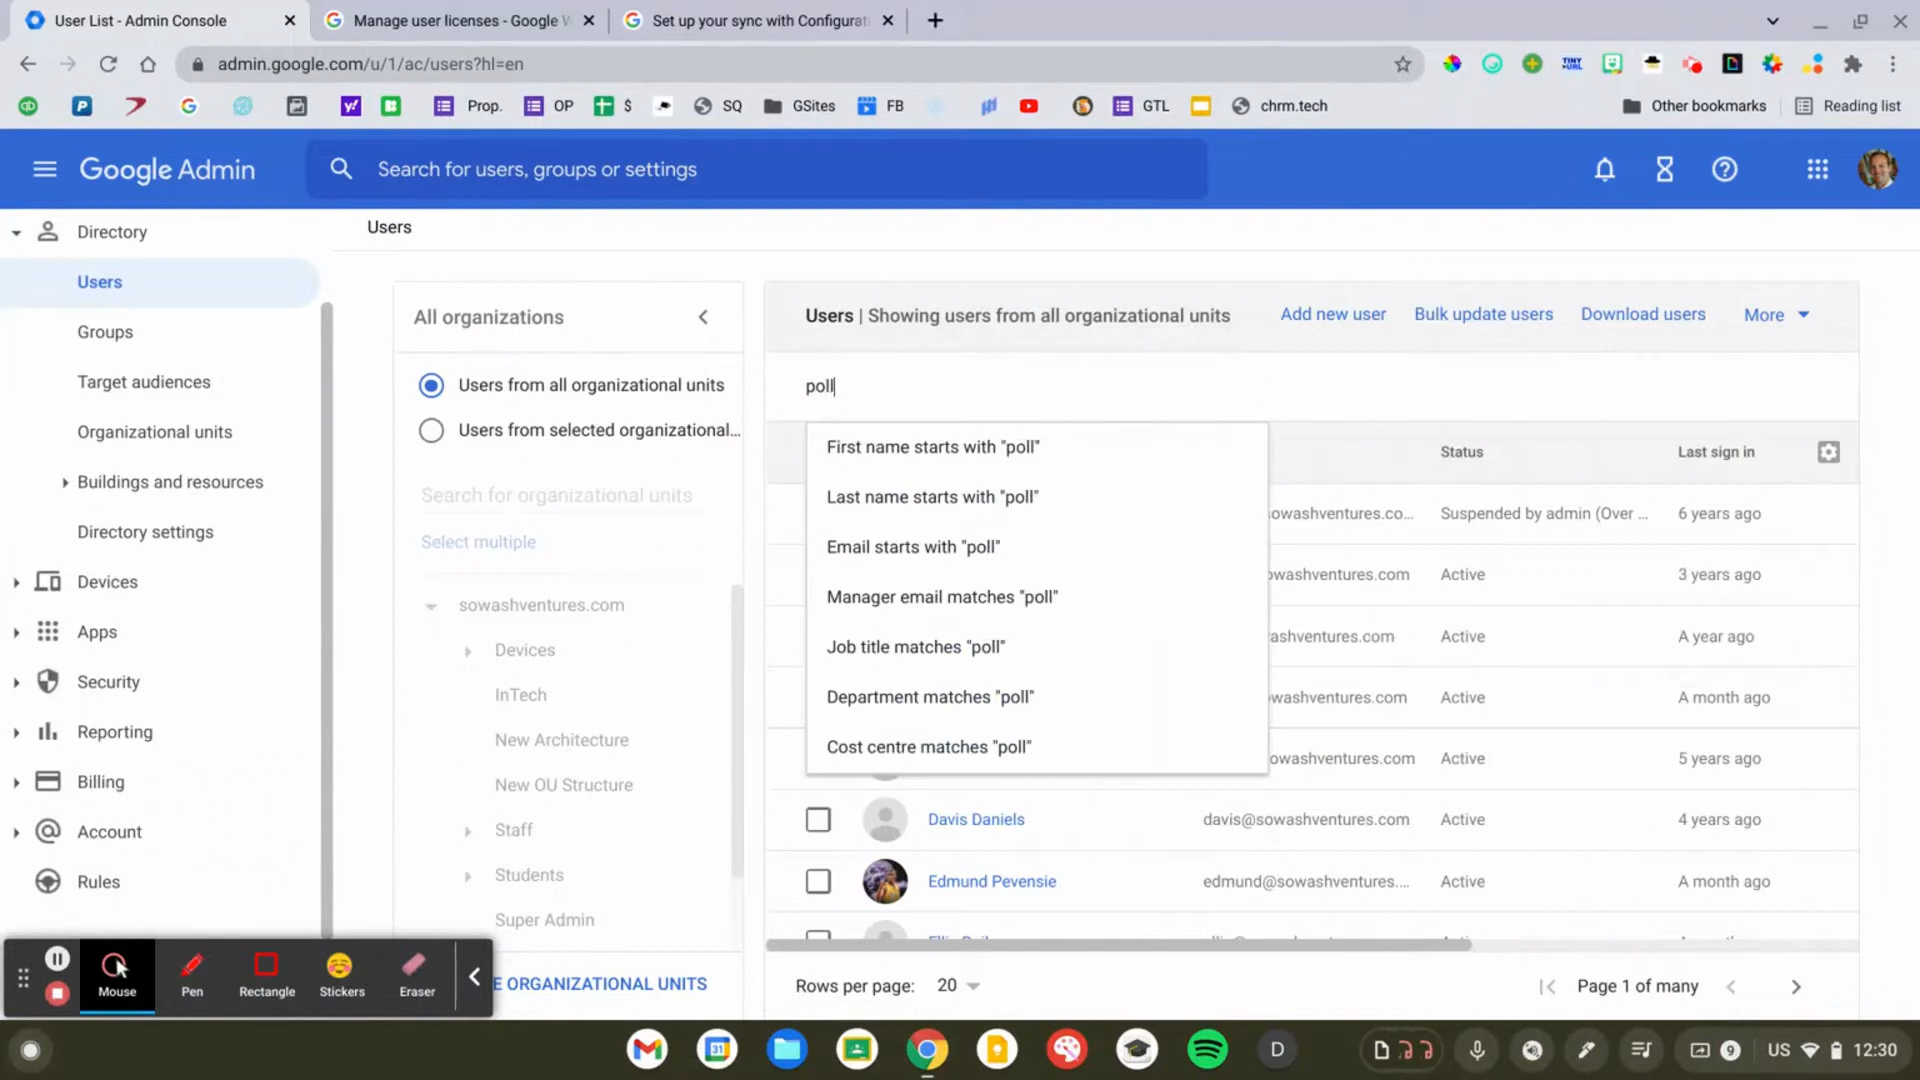 User List - Admin Console
Manage user licenses - Google W
Set up your sync with Configurati
admin.google.com/u/1/ac/users?hl=en
TINY URL
Prop.
OP
$
SQ
GSites
FB
GTL
chrm.tech
Other bookmarks
Reading list
Google Admin
Search for users, groups or settings
Directory
Users
Groups
Target audiences
Organizational units
Buildings and resources
Directory settings
Devices
Apps
Security
Reporting
Billing
Account
Rules
Users
All organizations
Users from all organizational units
Users from selected organizational...
Search for organizational units
Select multiple
sowashventures.com
Devices
InTech
New Architecture
New OU Structure
Staff
Students
Super Admin
E ORGANIZATIONAL UNITS
Users | Showing users from all organizational units
Add new user
Bulk update users
Download users
More
poll
First name starts with "poll"
Last name starts with "poll"
Email starts with "poll"
Manager email matches "poll"
Job title matches "poll"
Department matches "poll"
Cost centre matches "poll"
Status
Last sign in
sowashventures.co... Suspended by admin (Over ... 6 years ago
owashventures.com Active 3 years ago
ashventures.com Active A year ago
owashventures.com Active A month ago
owashventures.com Active 5 years ago
Davis Daniels davis@sowashventures.com Active 4 years ago
Edmund Pevensie edmund@sowashventures.... Active A month ago
Rows per page: 20
Page 1 of many
Mouse
Pen
Rectangle
Stickers
Eraser
31
D
9
US
12:30